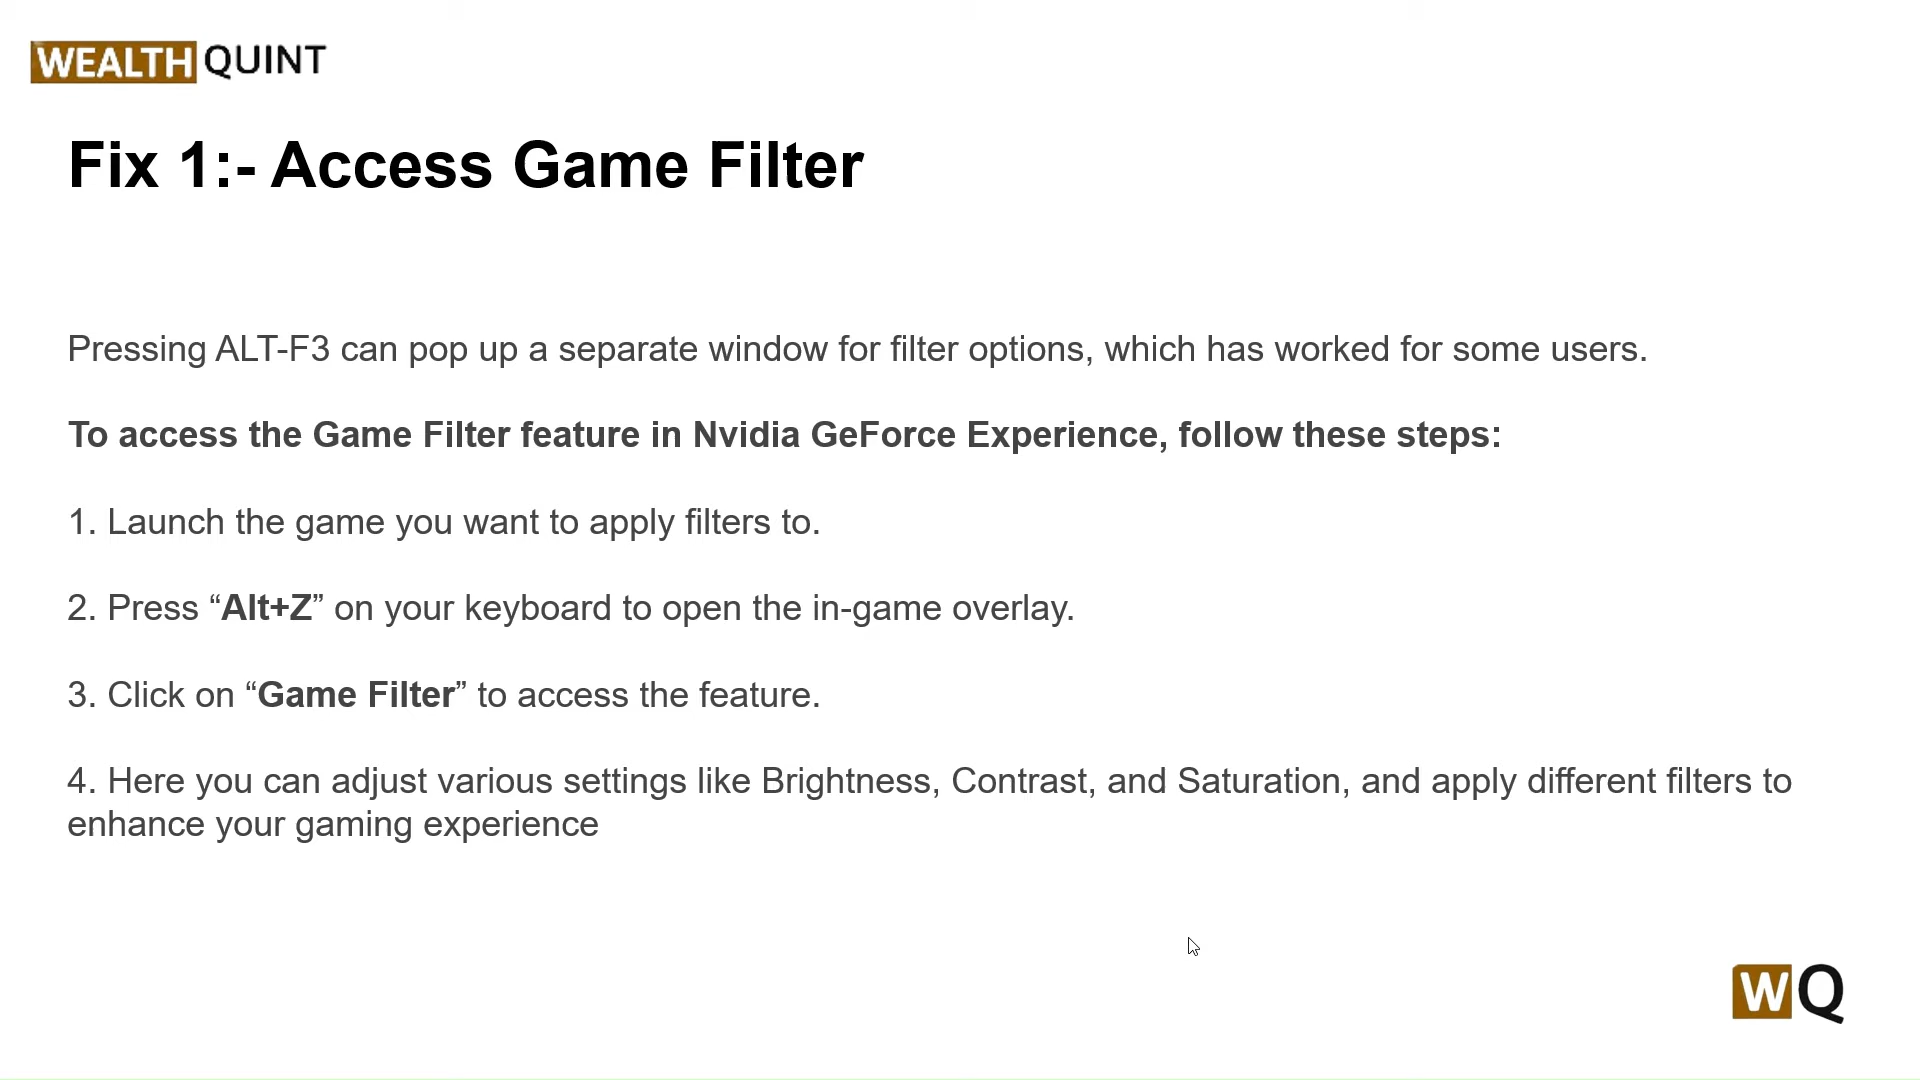 WEALTH QUINT
Fix 1:- Access Game Filter
Pressing ALT-F3 can pop up a separate window for filter options, which has worked for some users.
To access the Game Filter feature in Nvidia GeForce Experience, follow these steps:
1. Launch the game you want to apply filters to.
2. Press “Alt+Z” on your keyboard to open the in-game overlay.
3. Click on “Game Filter” to access the feature.
4. Here you can adjust various settings like Brightness, Contrast, and Saturation, and apply different filters to
enhance your gaming experience
WQ